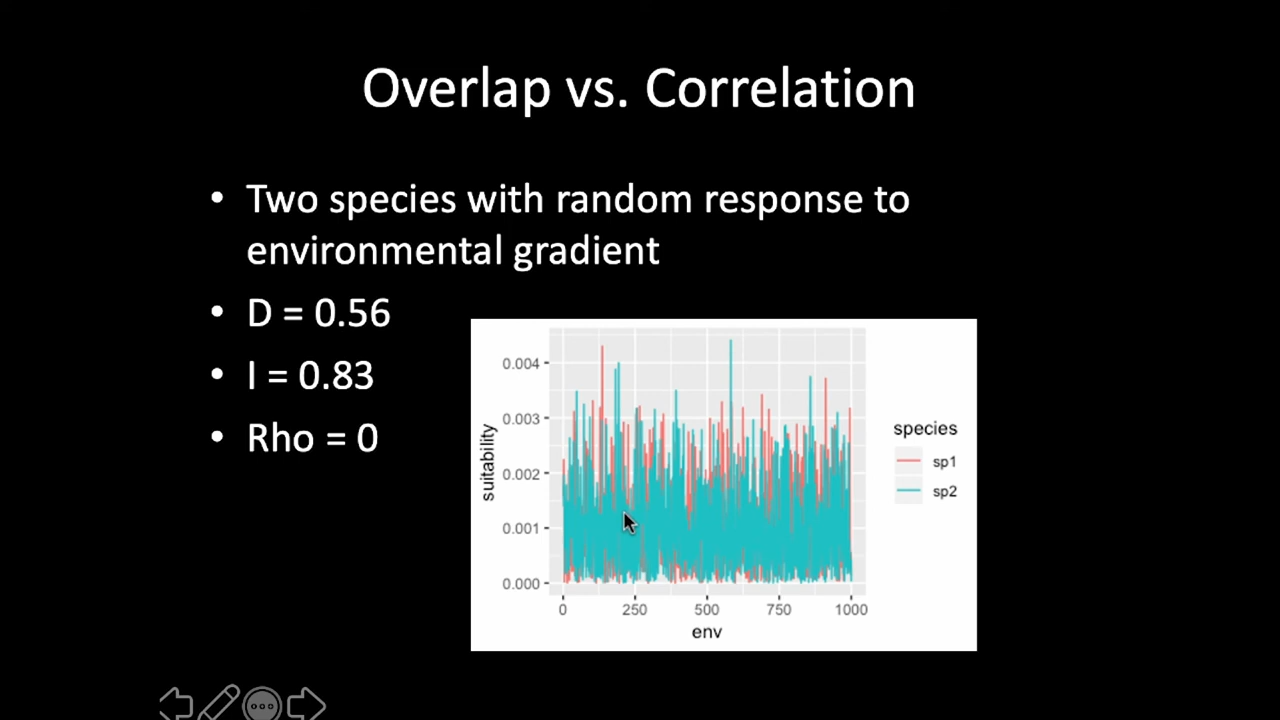 Overlap vs. Correlation
• Two species with random response to
environmental gradient
• D = 0.56
• I = 0.83
• Rho = 0
0.004
0.003
0.002
0.001
0.000
suitability
0 250 500 750 1000
env
species
sp1
sp2